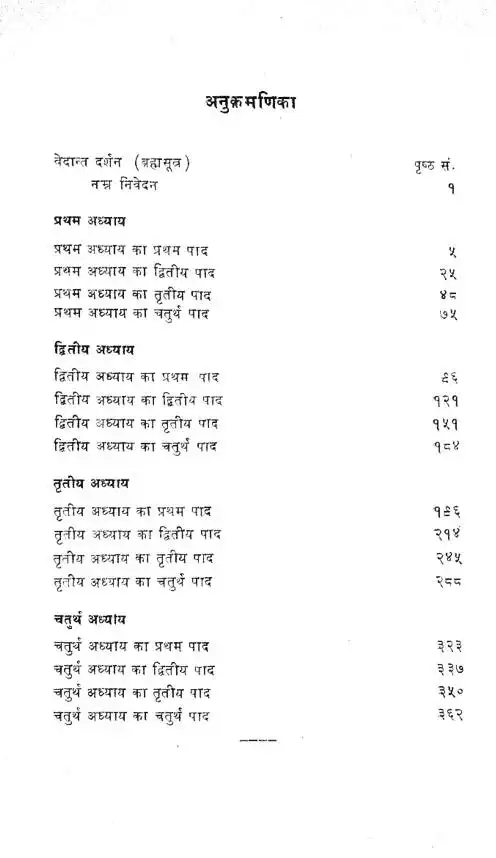 अनुक्रमणिका
वेदान्त दर्शन (ब्रह्मसूत्र) पृष्ठ सं.
नम्र निवेदन १
प्रथम अध्याय
प्रथम अध्याय का प्रथम पाद ५
प्रथम अध्याय का द्वितीय पाद २५
प्रथम अध्याय का तृतीय पाद ४८
प्रथम अध्याय का चतुर्थ पाद ७५
द्वितीय अध्याय
द्वितीय अध्याय का प्रथम पाद ९६
द्वितीय अध्याय का द्वितीय पाद १२१
द्वितीय अध्याय का तृतीय पाद १५१
द्वितीय अध्याय का चतुर्थ पाद १८४
तृतीय अध्याय
तृतीय अध्याय का प्रथम पाद १९६
तृतीय अध्याय का द्वितीय पाद २१४
तृतीय अध्याय का तृतीय पाद २४५
तृतीय अध्याय का चतुर्थ पाद २८८
चतुर्थ अध्याय
चतुर्थ अध्याय का प्रथम पाद ३२३
चतुर्थ अध्याय का द्वितीय पाद ३३७
चतुर्थ अध्याय का तृतीय पाद ३५०
चतुर्थ अध्याय का चतुर्थ पाद ३६२